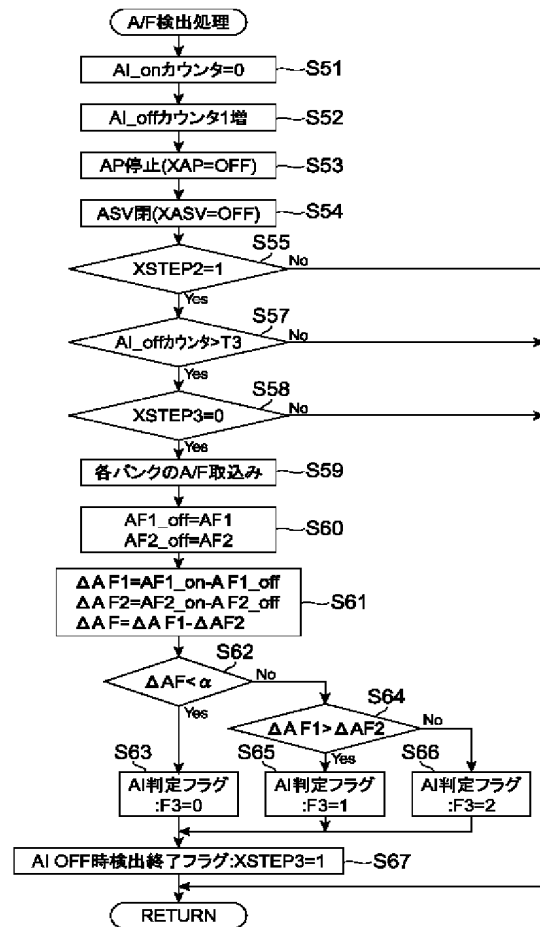 A/F検出処理
AI_onカウンタ=0
S51
AI_offカウンタ1増
S52
AP停止(XAP=OFF)
S53
ASV閉(XASV=OFF)
S54
S55
XSTEP2=1
No
Yes
S57
AI_offカウンタ>T3
No
Yes
S58
XSTEP3=0
No
Yes
各バンクのA/F取込み
S59
AF1_off=AF1
AF2_off=AF2
S60
ΔAF1=AF1_on-AF1_off
ΔAF2=AF2_on-AF2_off
ΔAF=ΔAF1-ΔAF2
S61
S62
ΔAF<α
No
Yes
S64
ΔAF1>ΔAF2
No
Yes
S63
AI判定フラグ
:F3=0
S65
AI判定フラグ
:F3=1
S66
AI判定フラグ
:F3=2
AI OFF時検出終了フラグ:XSTEP3=1
S67
RETURN